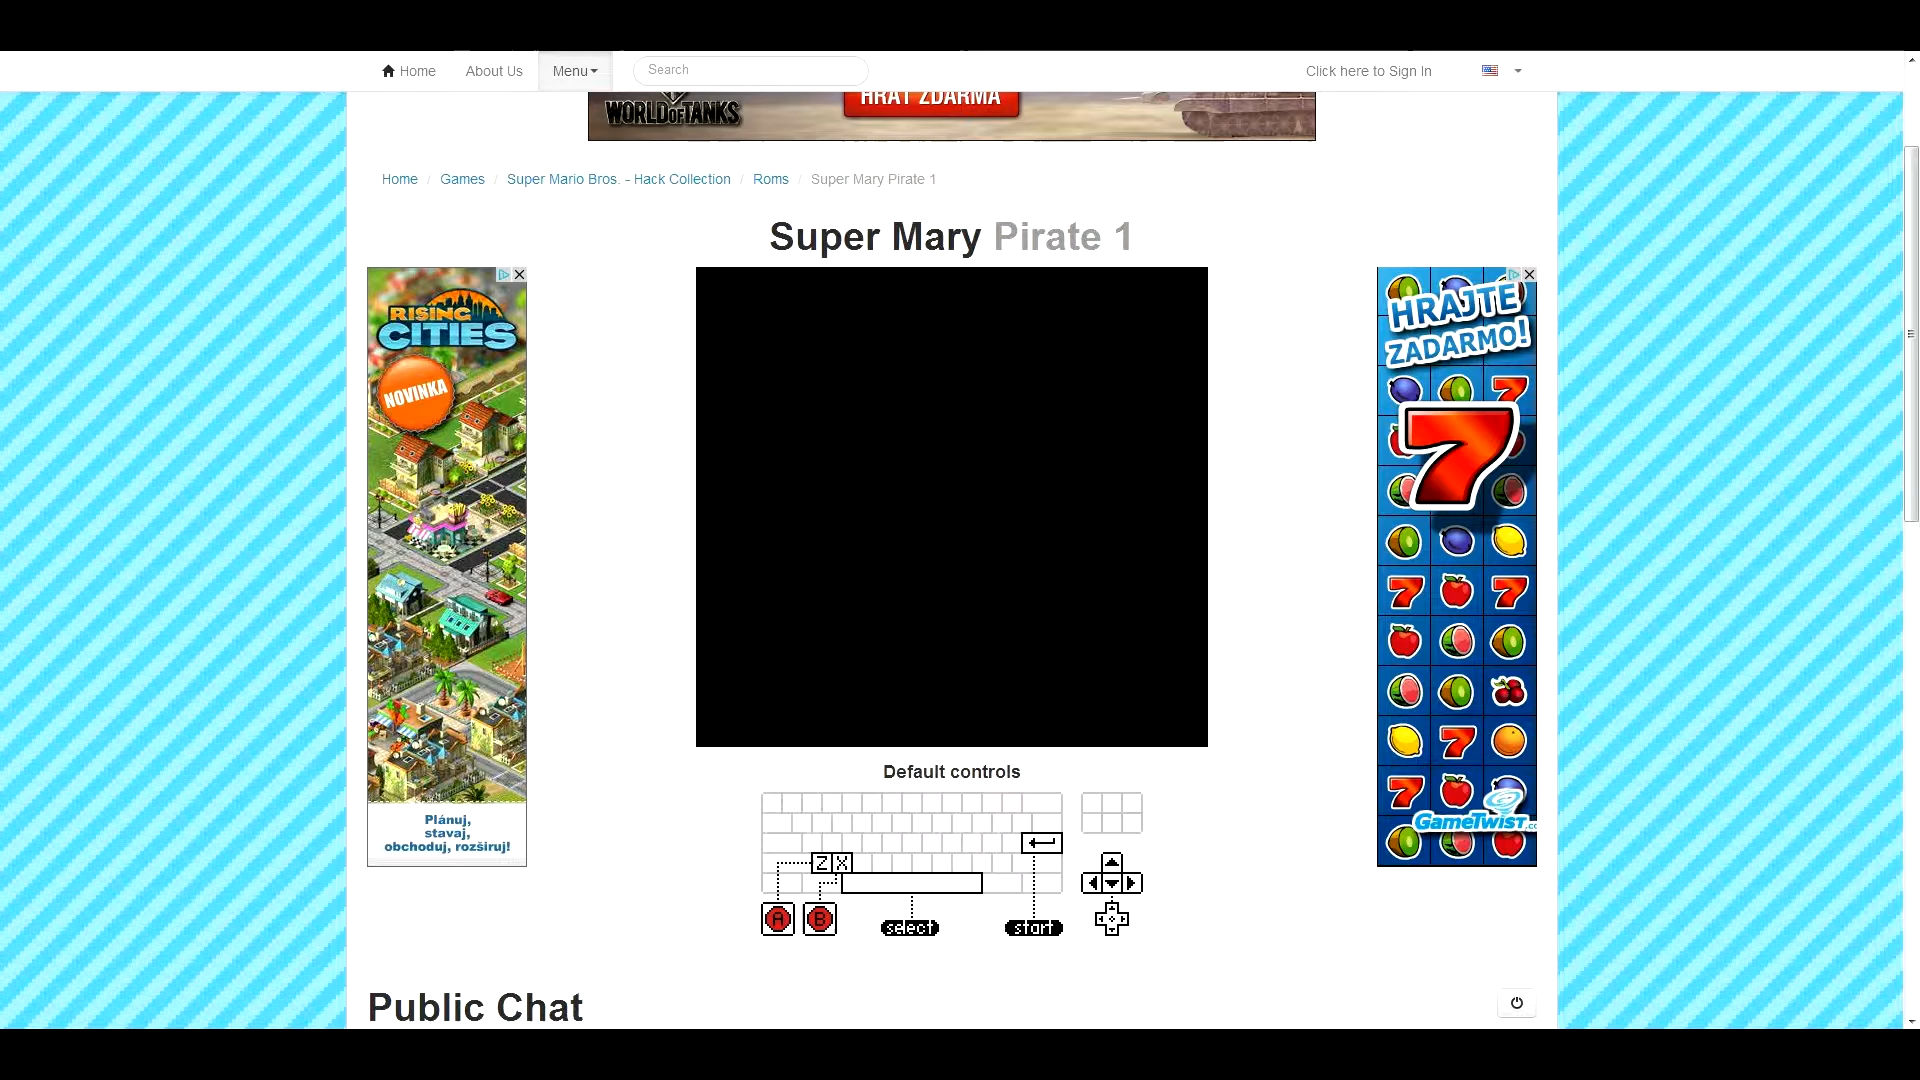 Home
About Us
Menu
Search
Click here to Sign In
WORLD OF TANKS
HRAT ZDARMA
Home / Games / Super Mario Bros. - Hack Collection / Roms / Super Mary Pirate 1
Super Mary Pirate 1
RISING
CITIES
NOVINKA
Plánuj,
stavaj,
obchoduj, rozširuj!
HRAJTE
ZADARMO!
7
GameTwist.co
Default controls
Z X
A B select start
Public Chat